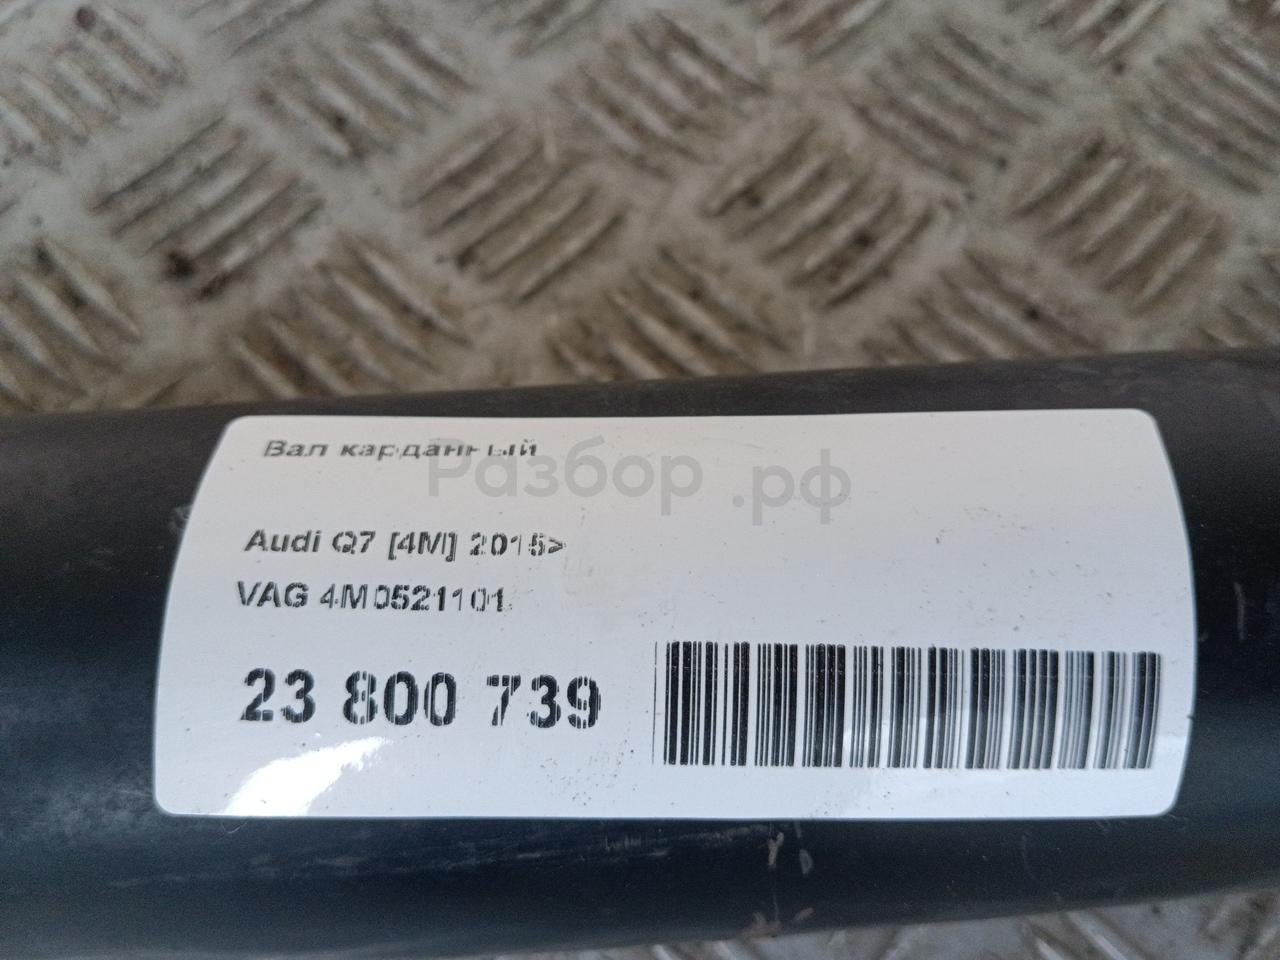 Вал карданный
Разбор.рф
Audi Q7 [4M] 2015>
VAG 4M0521101
23 800 739